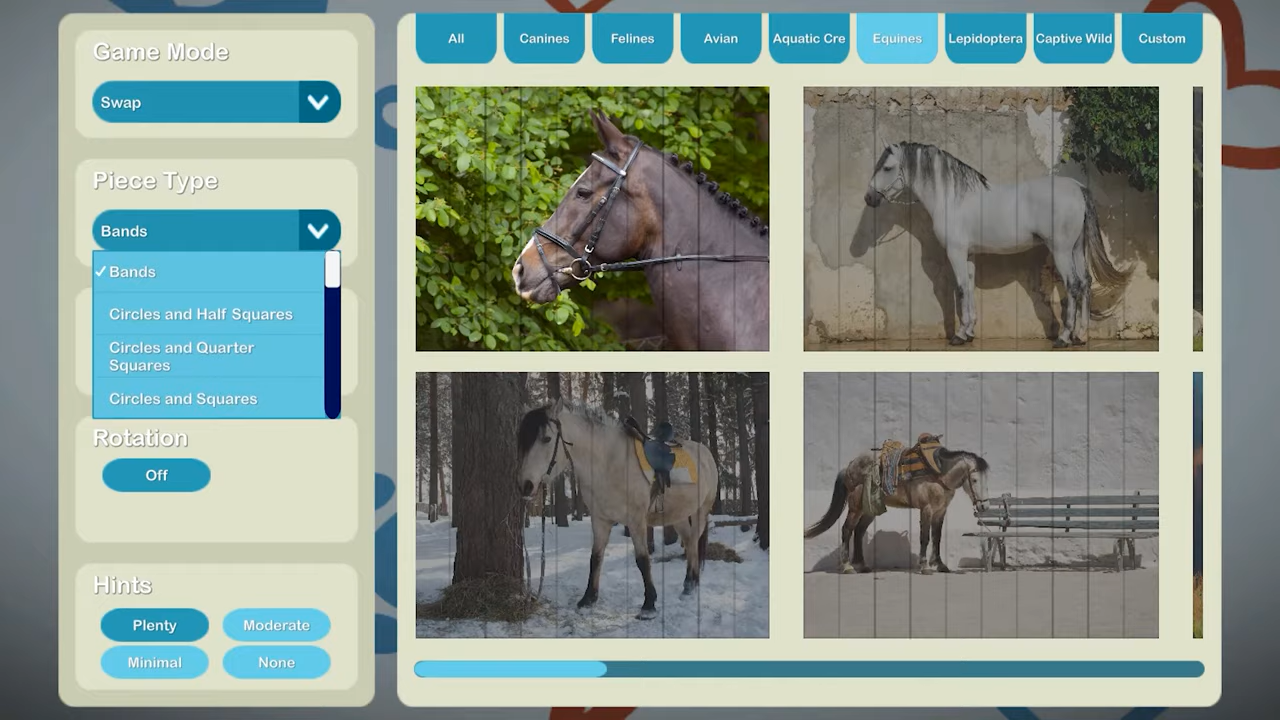 Game Mode
Swap
Piece Type
Bands
Bands
Circles and Half Squares
Circles and Quarter
Squares
Circles and Squares
Rotation
Off
Hints
Plenty
Moderate
Minimal
None
All
Canines
Felines
Avian
Aquatic Cre
Equines
Lepidoptera
Captive Wild
Custom